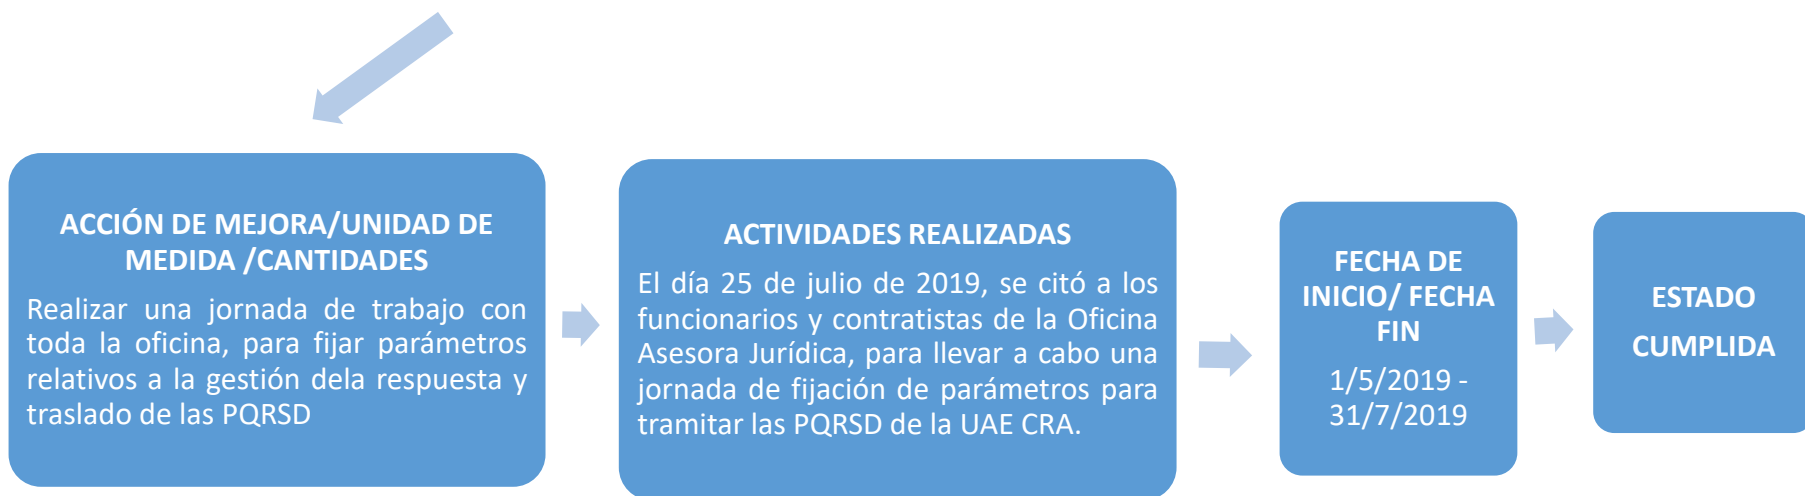 ACCIÓN DE MEJORA/UNIDAD DE
MEDIDA /CANTIDADES
Realizar una jornada de trabajo con
toda la oficina, para fijar parámetros
relativos a la gestión dela respuesta y
traslado de las PQRSD
ACTIVIDADES REALIZADAS
El día 25 de julio de 2019, se citó a los
funcionarios y contratistas de la Oficina
Asesora Jurídica, para llevar a cabo una
jornada de fijación de parámetros para
tramitar las PQRSD de la UAE CRA.
FECHA DE
INICIO/ FECHA
FIN
1/5/2019 -
31/7/2019
ESTADO
CUMPLIDA